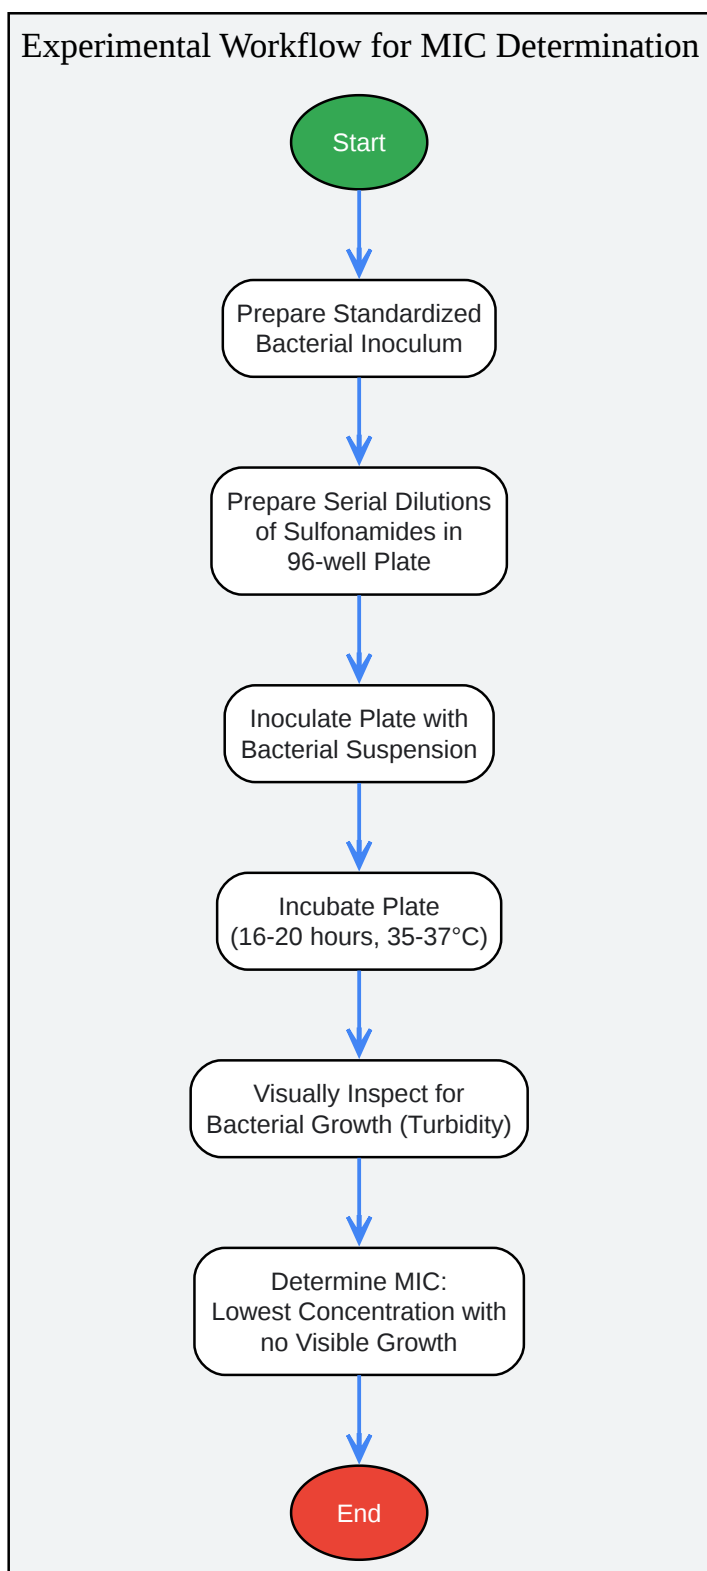 Experimental Workflow for MIC Determination
Start
Prepare Standardized
Bacterial Inoculum
Prepare Serial Dilutions
of Sulfonamides in
96-well Plate
Inoculate Plate with
Bacterial Suspension
Incubate Plate
(16-20 hours, 35-37°C)
Visually Inspect for
Bacterial Growth (Turbidity)
Determine MIC:
Lowest Concentration with
no Visible Growth
End